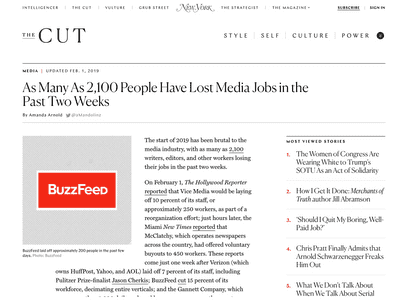 INTELLIGENCER THE CUT VULTURE GRUB STREET New York THE STRATEGIST MAGAZINE SUBSCRIBE SIGN IN
THE CUT
STYLE SELF CULTURE POWER
MEDIA | UPDATED FEB. 1, 2019
As Many As 2,100 People Have Lost Media Jobs in the
Past Two Weeks
By Amanda Arnold
BuzzFeed
BuzzFeed laid off approximately 200 people in the past few
days. Photo: BuzzFeed
The start of 2019 has been brutal to the
media industry, with as many as 2,100
writers, editors, and other workers losing
their jobs in the past two weeks.
On February 1, The Hollywood Reporter
reported that Vice Media would be laying
off 10 percent of its staff, or
approximately 250 workers, as part of a
reorganization effort; just hours later, the
Miami New Times reported that
McClatchy, which operates newspapers
across the country, had offered voluntary
buyouts to 450 workers. These reports
come just one week after Verizon (which
owns HuffPost, Yahoo, and AOL) laid off 7 percent of its staff, including
Pulitzer finalist Jason Cherkis; BuzzFeed cut 15 percent of its
workforce, decimating entire verticals; and the Gannett Company, which
MOST VIEWED STORIES
1. The Women of Congress Are
Wearing White to Trump's
SOTU As an Act of Solidarity
2. How I Get It Done: Merchants of
Truth author Jill Abramson
3. 'Should I Quit My Boring, Well-
Paid Job?'
4. Chris Pratt Finally Admits that
Arnold Schwarzenegger Freaks
Him Out
5. What We Don't Talk About
When We Talk About Serial